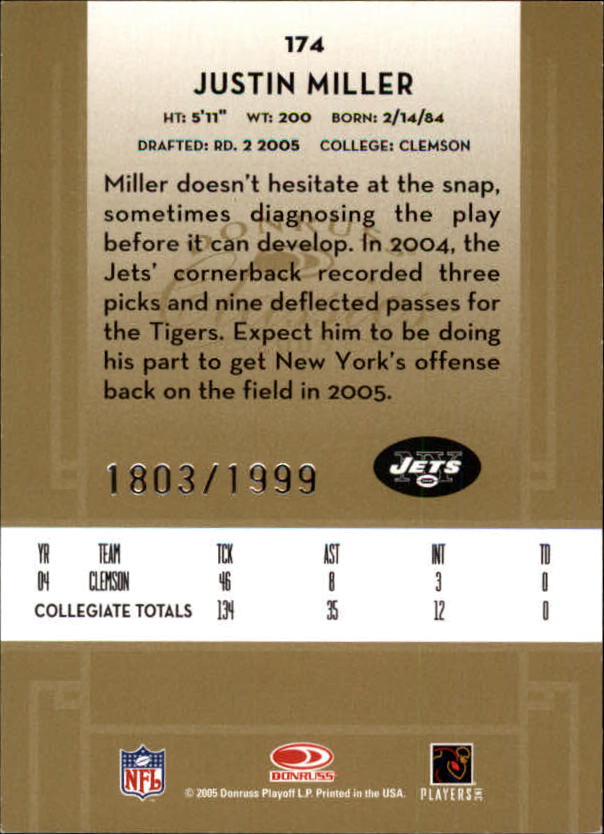 174
JUSTIN MILLER
HT: 5'11" WT: 200 BORN: 2/14/84
DRAFTED: RD. 2 2005 COLLEGE: CLEMSON
Miller doesn't hesitate at the snap,
sometimes diagnosing the play
before it can develop. In 2004, the
Jets' cornerback recorded three
picks and nine deflected passes for
the Tigers. Expect him to be doing
his part to get New York's offense
back on the field in 2005.
1803/1999
NY JETS
YR TEAM TCK AST INT TD
04 CLEMSON 46 8 3 0
COLLEGIATE TOTALS 134 35 12 0
NFL
DONRUSS
PLAYERS INC
© 2005 Donruss Playoff L.P. Printed in the USA.